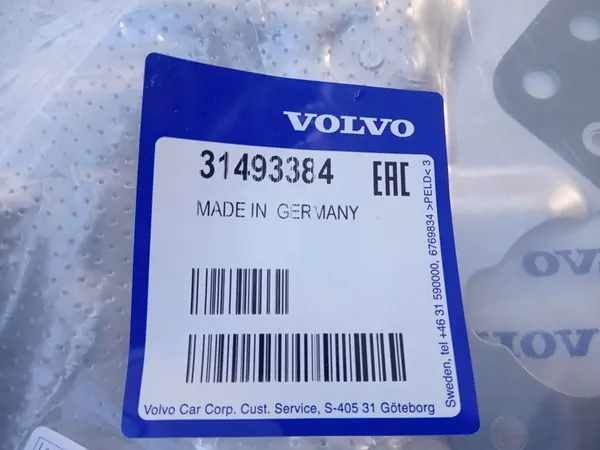 VOLVO
31493384 EAC
MADE IN GERMANY
Volvo Car Corp. Cust. Service, S-405 31 Göteborg
Sweden, tel +46 31 590000, 6769834 >PELD< 3
VOLVO